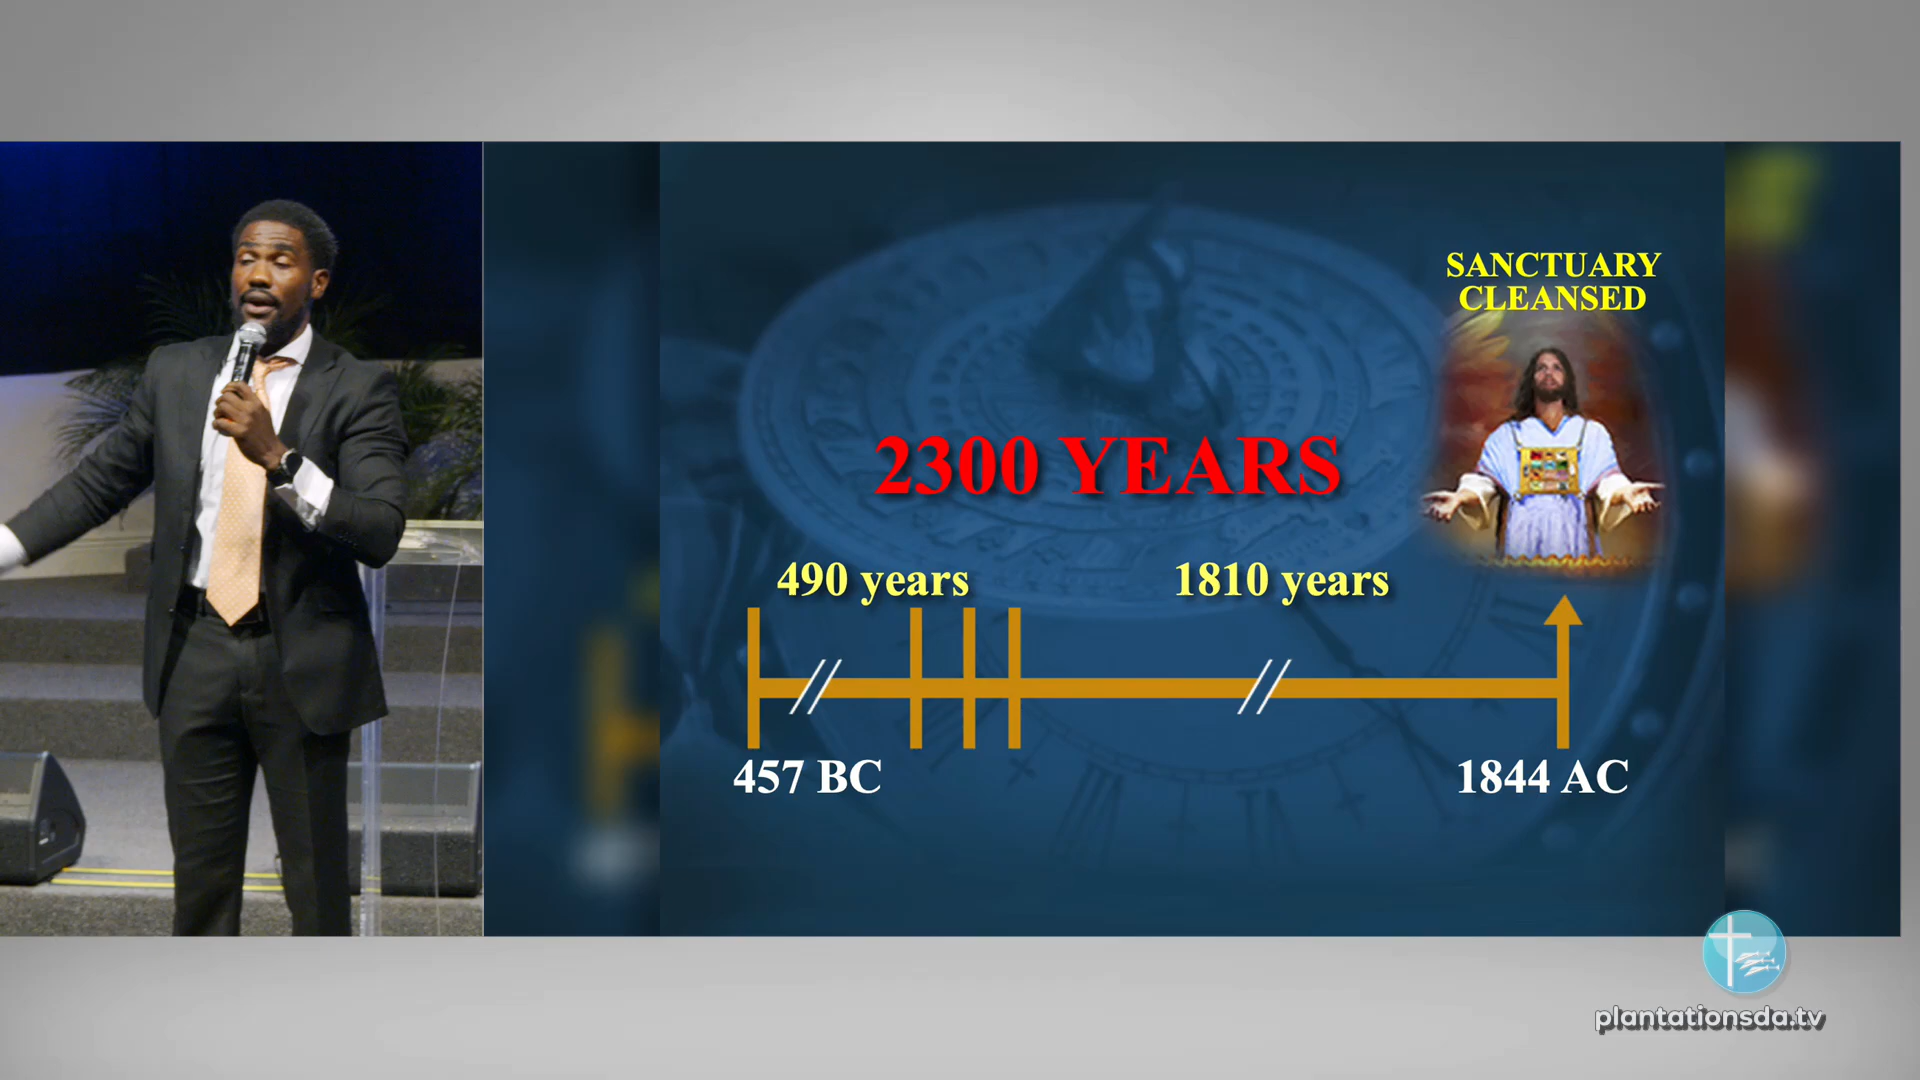 SANCTUARY
CLEANSED
2300 YEARS
490 years
1810 years
457 BC
1844 AC
plantationsda.tv